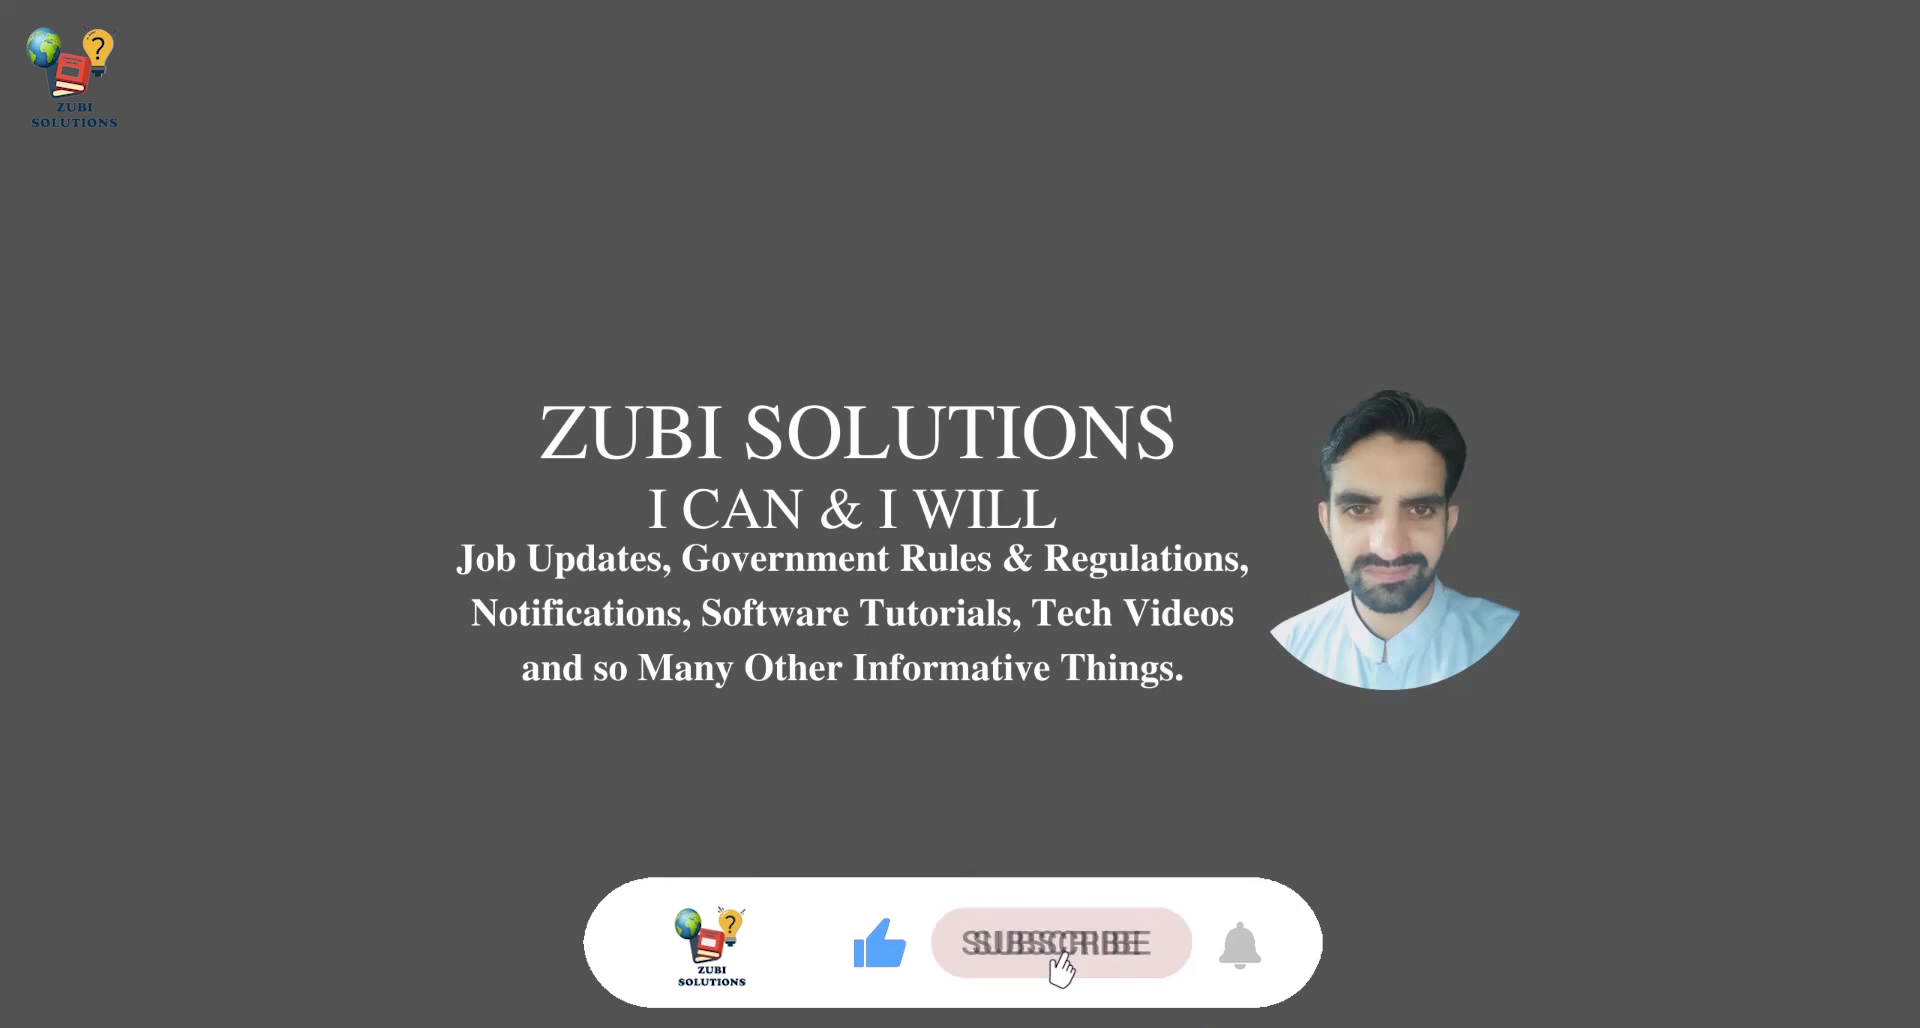 ZUBI
SOLUTIONS
ZUBI SOLUTIONS
I CAN & I WILL
Job Updates, Government Rules & Regulations,
Notifications, Software Tutorials, Tech Videos
and so Many Other Informative Things.
ZUBI
SOLUTIONS
SUBSCRIBE